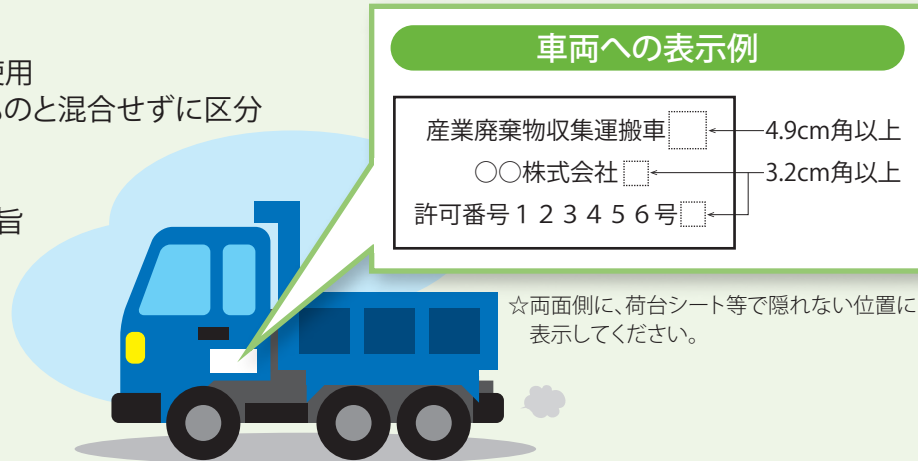 使用
ものと混合せずに区分
旨
車両への表示例
産業廃棄物収集運搬車
4.9cm角以上
○○株式会社
3.2cm角以上
許可番号１２３４５６号
☆両面側に、荷台シート等で隠れない位置に
表示してください。